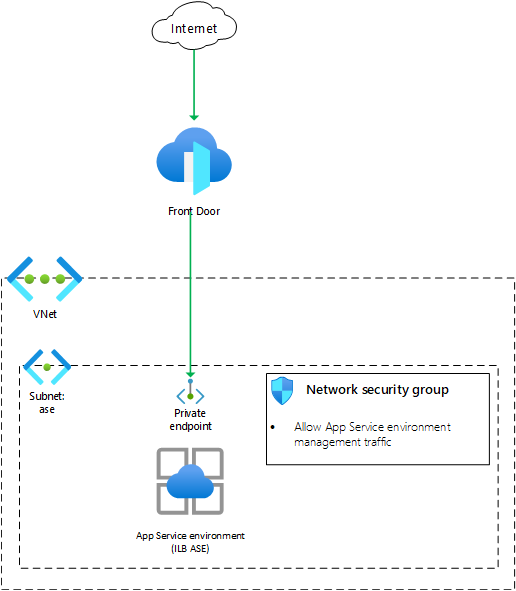 Internet
Front Door
VNet
Subnet:
ase
Private
endpoint
Network security group
• Allow App Service environment
management traffic
App Service environment
(ILB ASE)